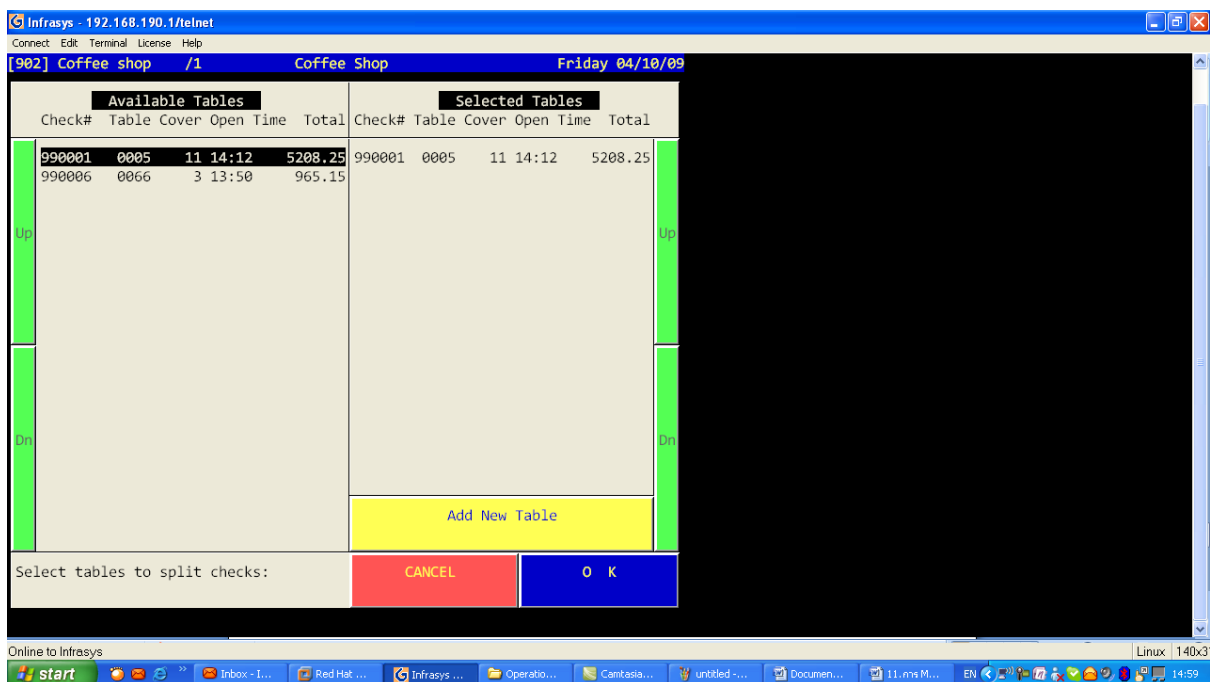 Infrasys - 192.168.190.1/telnet
Connect Edit Terminal License Help
[902] Coffee shop /1 Coffee Shop Friday 04/10/09
Available Tables Selected Tables
Check# Table Cover Open Time Total Check# Table Cover Open Time Total
990001 0005 11 14:12 5208.25 990001 0005 11 14:12 5208.25
990006 0066 3 13:50 965.15
Up Up
Dn Dn
Add New Table
Select tables to split checks: CANCEL O K
Online to Infrasys Linux 140x3
start Inbox - I... Red Hat ... Infrasys ... Operatio... Camtasia... untitled -... Documen... EN 14:59